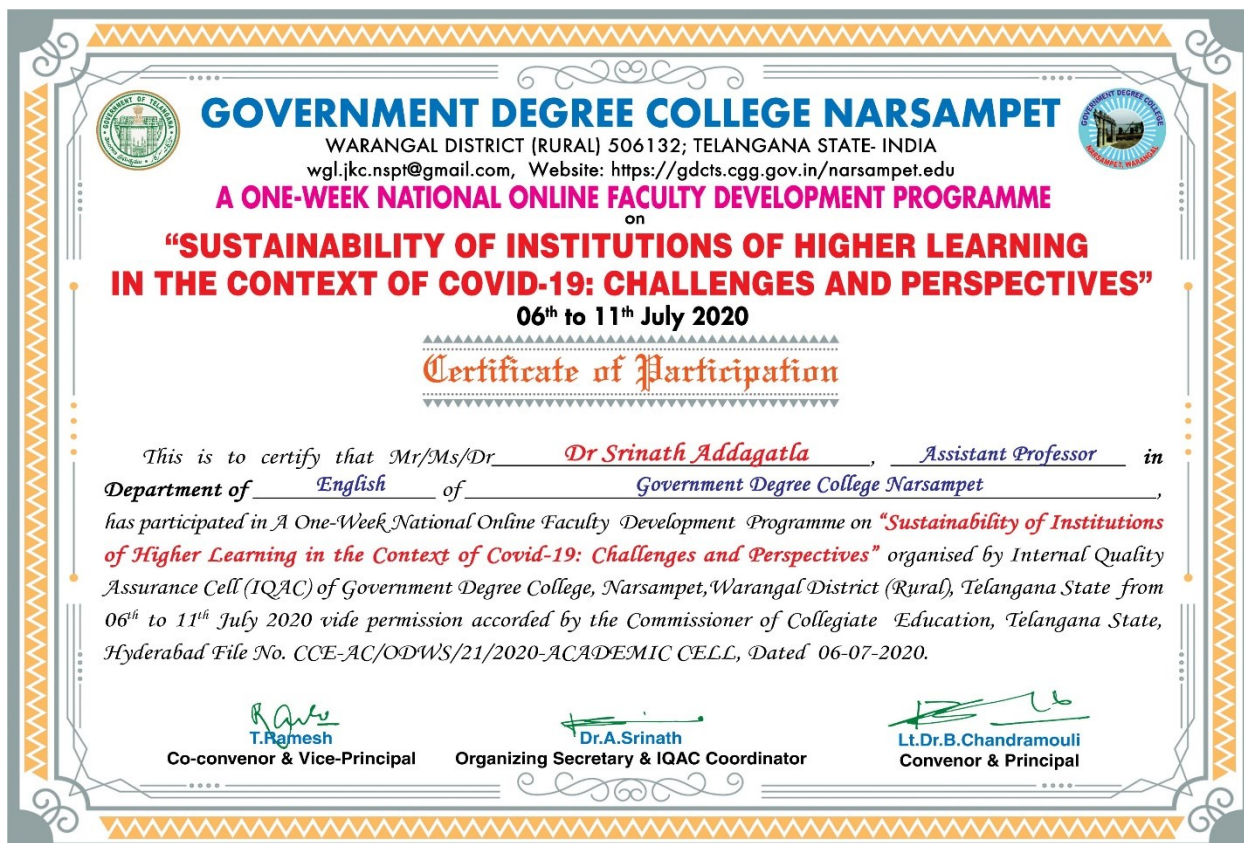 GOVERNMENT OF TELANGANA
GOVERNMENT DEGREE COLLEGE
NARSAMPET, WARANGAL
GOVERNMENT DEGREE COLLEGE NARSAMPET
WARANGAL DISTRICT (RURAL) 506132; TELANGANA STATE- INDIA
wgl.jkc.nspt@gmail.com, Website: https://gdcts.cgg.gov.in/narsampet.edu
A ONE-WEEK NATIONAL ONLINE FACULTY DEVELOPMENT PROGRAMME
on
“SUSTAINABILITY OF INSTITUTIONS OF HIGHER LEARNING
IN THE CONTEXT OF COVID-19: CHALLENGES AND PERSPECTIVES”
06th to 11th July 2020
Certificate of Participation
This is to certify that Mr/Ms/Dr Dr Srinath Addagatla, Assistant Professor in
Department of English of Government Degree College Narsampet,
has participated in A One-Week National Online Faculty Development Programme on “Sustainability of Institutions
of Higher Learning in the Context of Covid-19: Challenges and Perspectives” organised by Internal Quality
Assurance Cell (IQAC) of Government Degree College, Narsampet,Warangal District (Rural), Telangana State from
06th to 11th July 2020 vide permission accorded by the Commissioner of Collegiate Education, Telangana State,
Hyderabad File No. CCE-AC/ODWS/21/2020-ACADEMIC CELL, Dated 06-07-2020.
T.Ramesh
Co-convenor & Vice-Principal
Dr.A.Srinath
Organizing Secretary & IQAC Coordinator
Lt.Dr.B.Chandramouli
Convenor & Principal